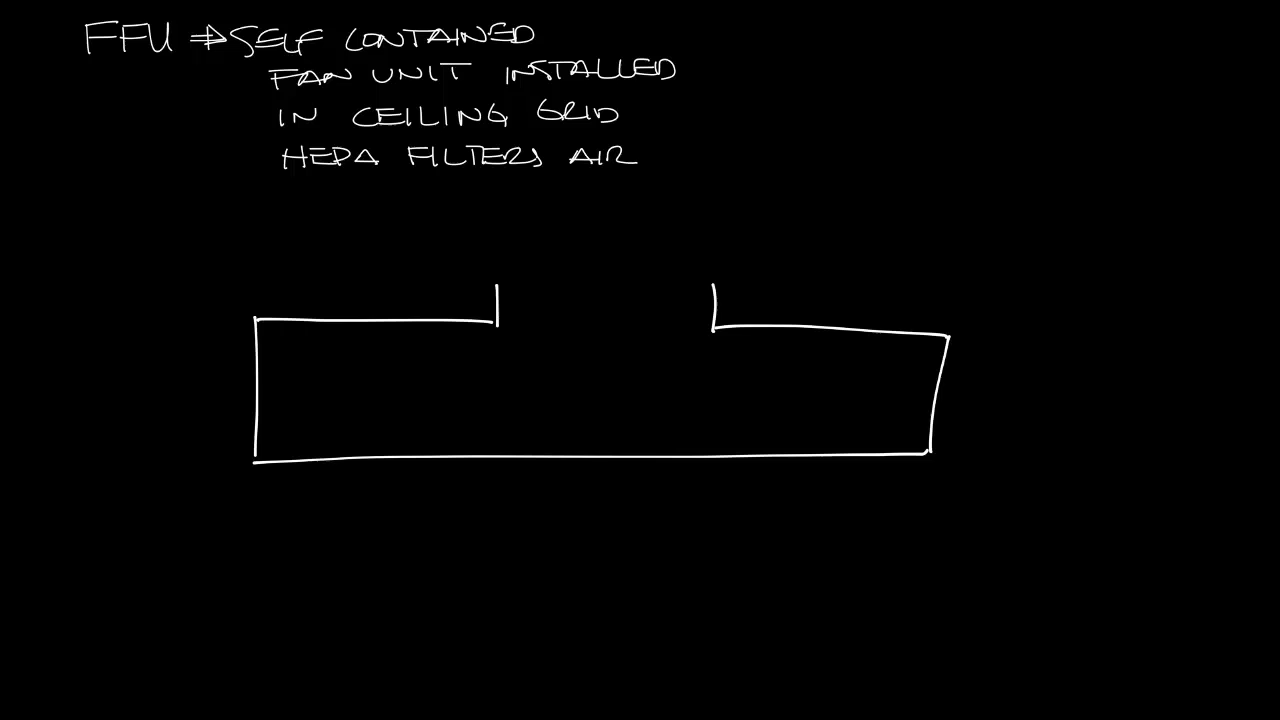 FFU ⇒ SELF CONTAINED
FAN UNIT INSTALLED
IN CEILING GRID
HEPA FILTERS AIR